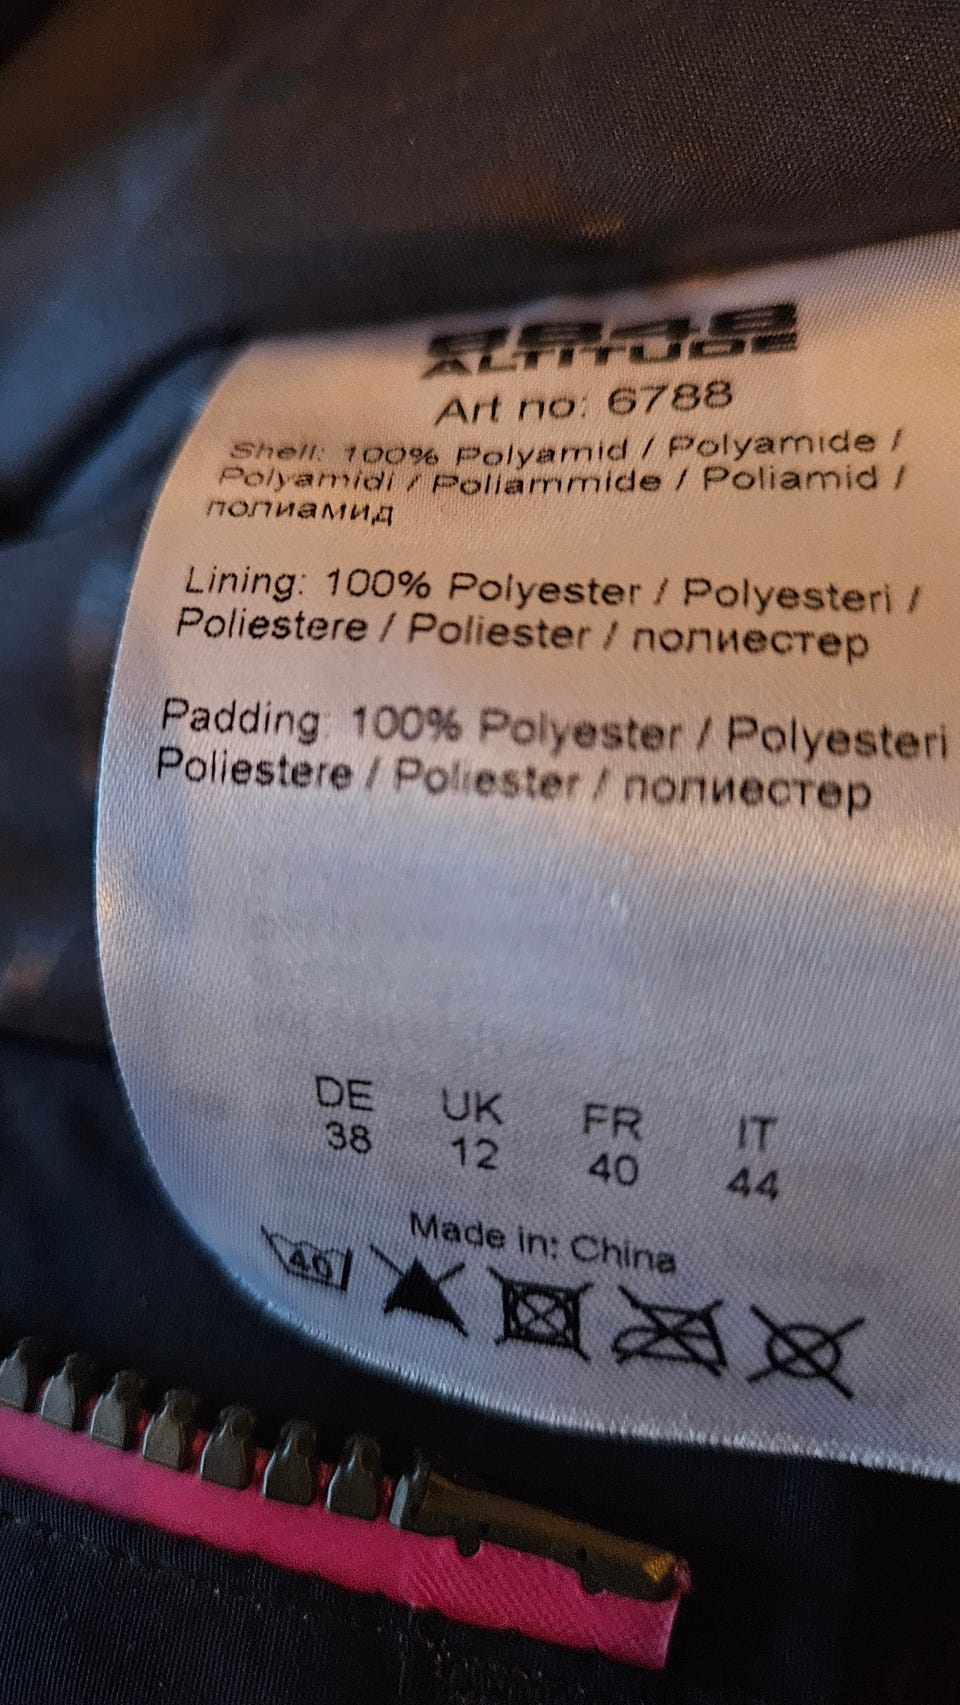 8848
ALTITUDE
Art no: 6788
Shell: 100% Polyamid / Polyamide /
Polyamidi / Poliammide / Poliamid /
полиамид
Lining: 100% Polyester / Polyesteri /
Poliestere / Poliester / полиестер
Padding: 100% Polyester / Polyesteri
Poliestere / Poliester / полиестер
DE UK FR IT
38 12 40 44
Made in: China
40